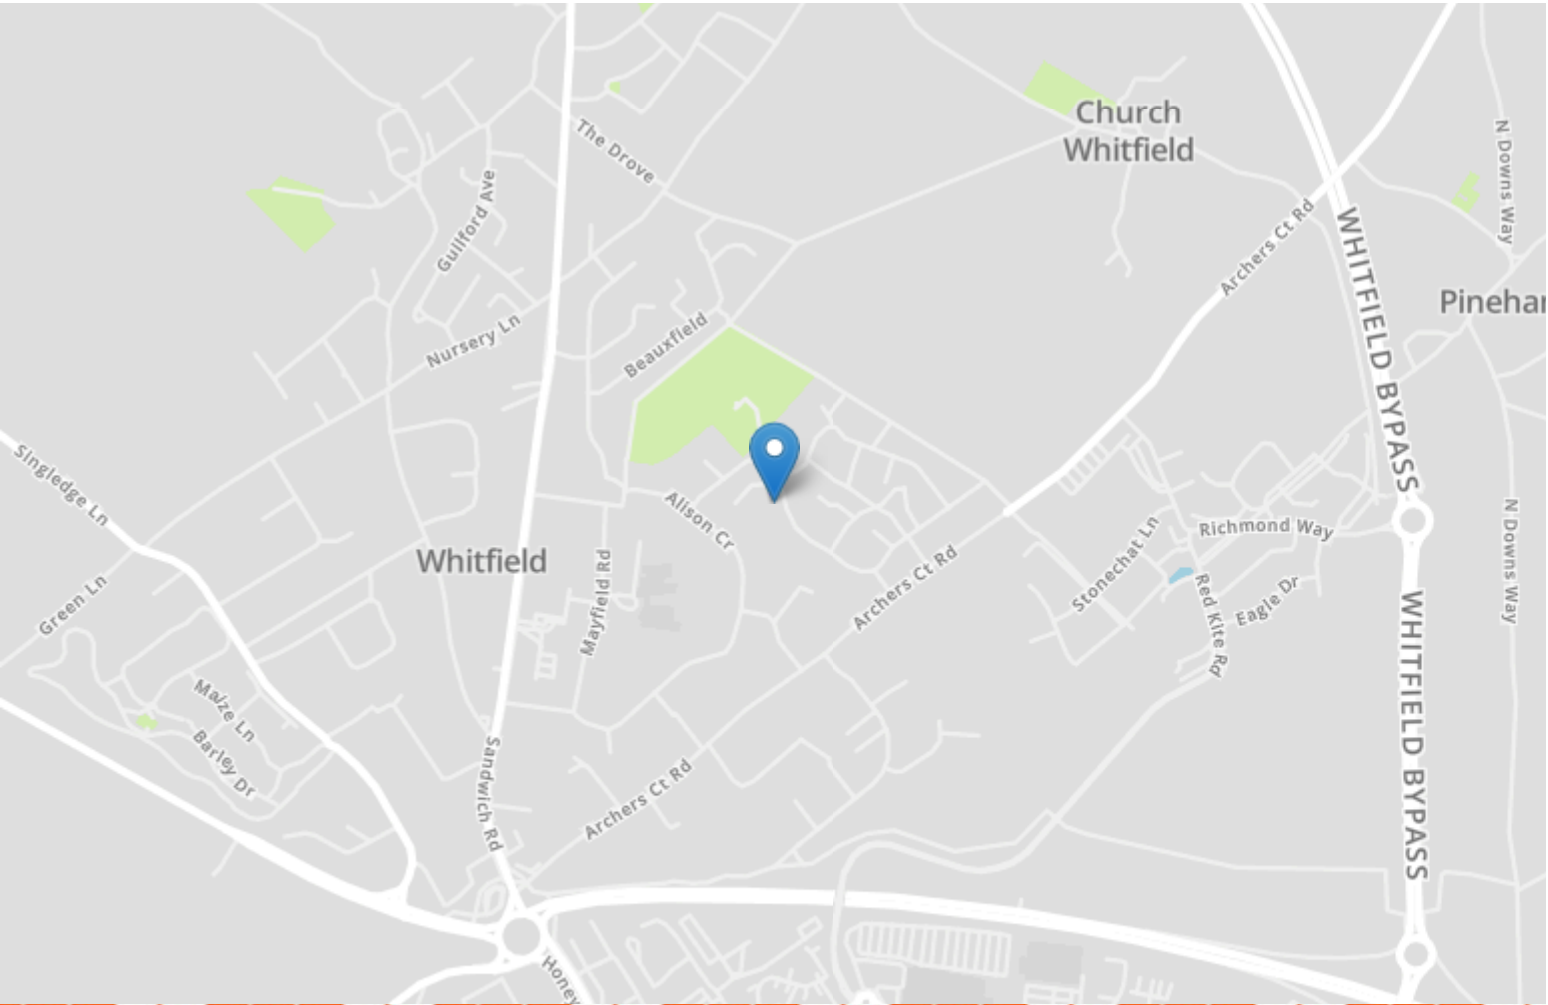 Church
Whitfield
The Drove
N Downs Way
Guilford Ave
Archers Ct Rd
WHITFIELD BYPASS
Pinehar
Nursery Ln
Beauxfield
Singledge Ln
Alison Cr
Richmond Way
N Downs Way
Whitfield
Stonechat Ln
Archers Ct Rd
Mayfield Rd
Green Ln
Red Kite Rd
Eagle Dr
WHITFIELD BYPASS
Maize Ln
Barley Dr
Sandwich Rd
Archers Ct Rd
Honey